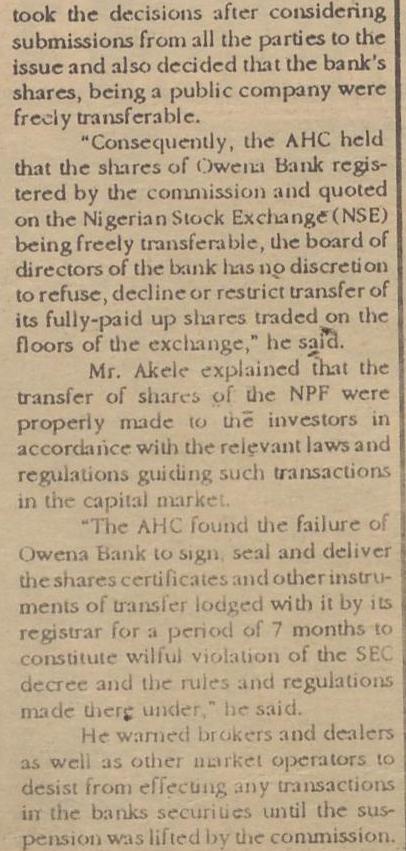 took the decisions after considering
submissions from all the parties to the
issue and also decided that the bank's
shares, being a public company were
freely transferable.
"Consequently, the AHC held
that the shares of Owena Bank regis-
tered by the commission and quoted
on the Nigerian Stock Exchange (NSE)
being freely transferable, the board of
directors of the bank has no discretion
to refuse, decline or restrict transfer of
its fully-paid up shares traded on the
floors of the exchange," he said.
Mr. Akele explained that the
transfer of shares of the NPF were
properly made to the investors in
accordance with the relevant laws and
regulations guiding such transactions
in the capital market.
"The AHC found the failure of
Owena Bank to sign, seal and deliver
the shares certificates and other instru-
ments of transfer lodged with it by its
registrar for a period of 7 months to
constitute wilful violation of the SEC
decree and the rules and regulations
made there under," he said.
He warned brokers and dealers
as well as other market operators to
desist from effecting any transactions
in the banks securities until the sus-
pension was lifted by the commission.